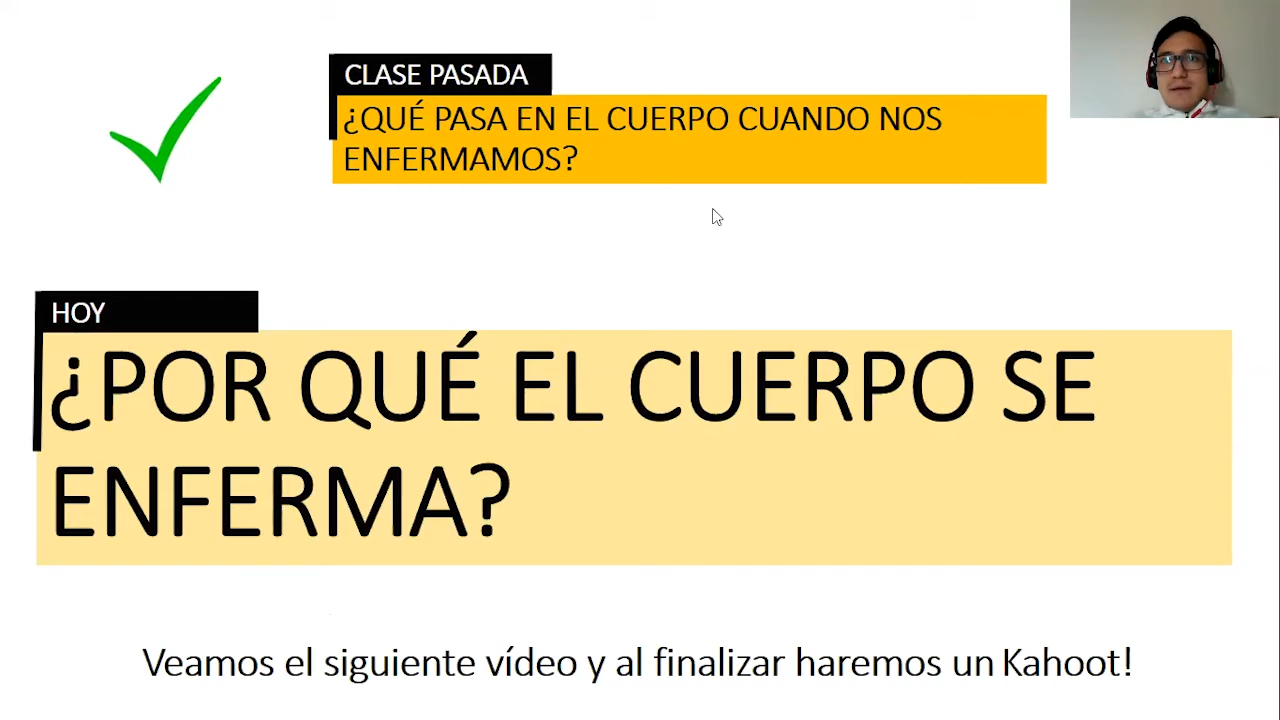 CLASE PASADA
¿QUÉ PASA EN EL CUERPO CUANDO NOS
ENFERMAMOS?
HOY
¿POR QUÉ EL CUERPO SE
ENFERMA?
Veamos el siguiente vídeo y al finalizar haremos un Kahoot!